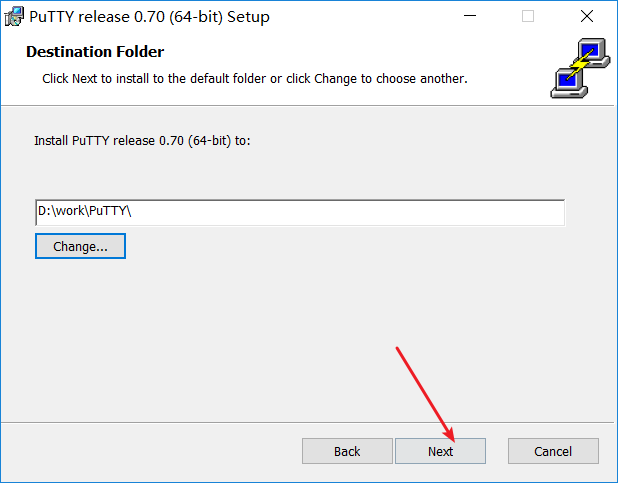 PuTTY release 0.70 (64-bit) Setup
Destination Folder
Click Next to install to the default folder or click Change to choose another.
Install PuTTY release 0.70 (64-bit) to:
D:\work\PuTTY\
Change...
Back
Next
Cancel